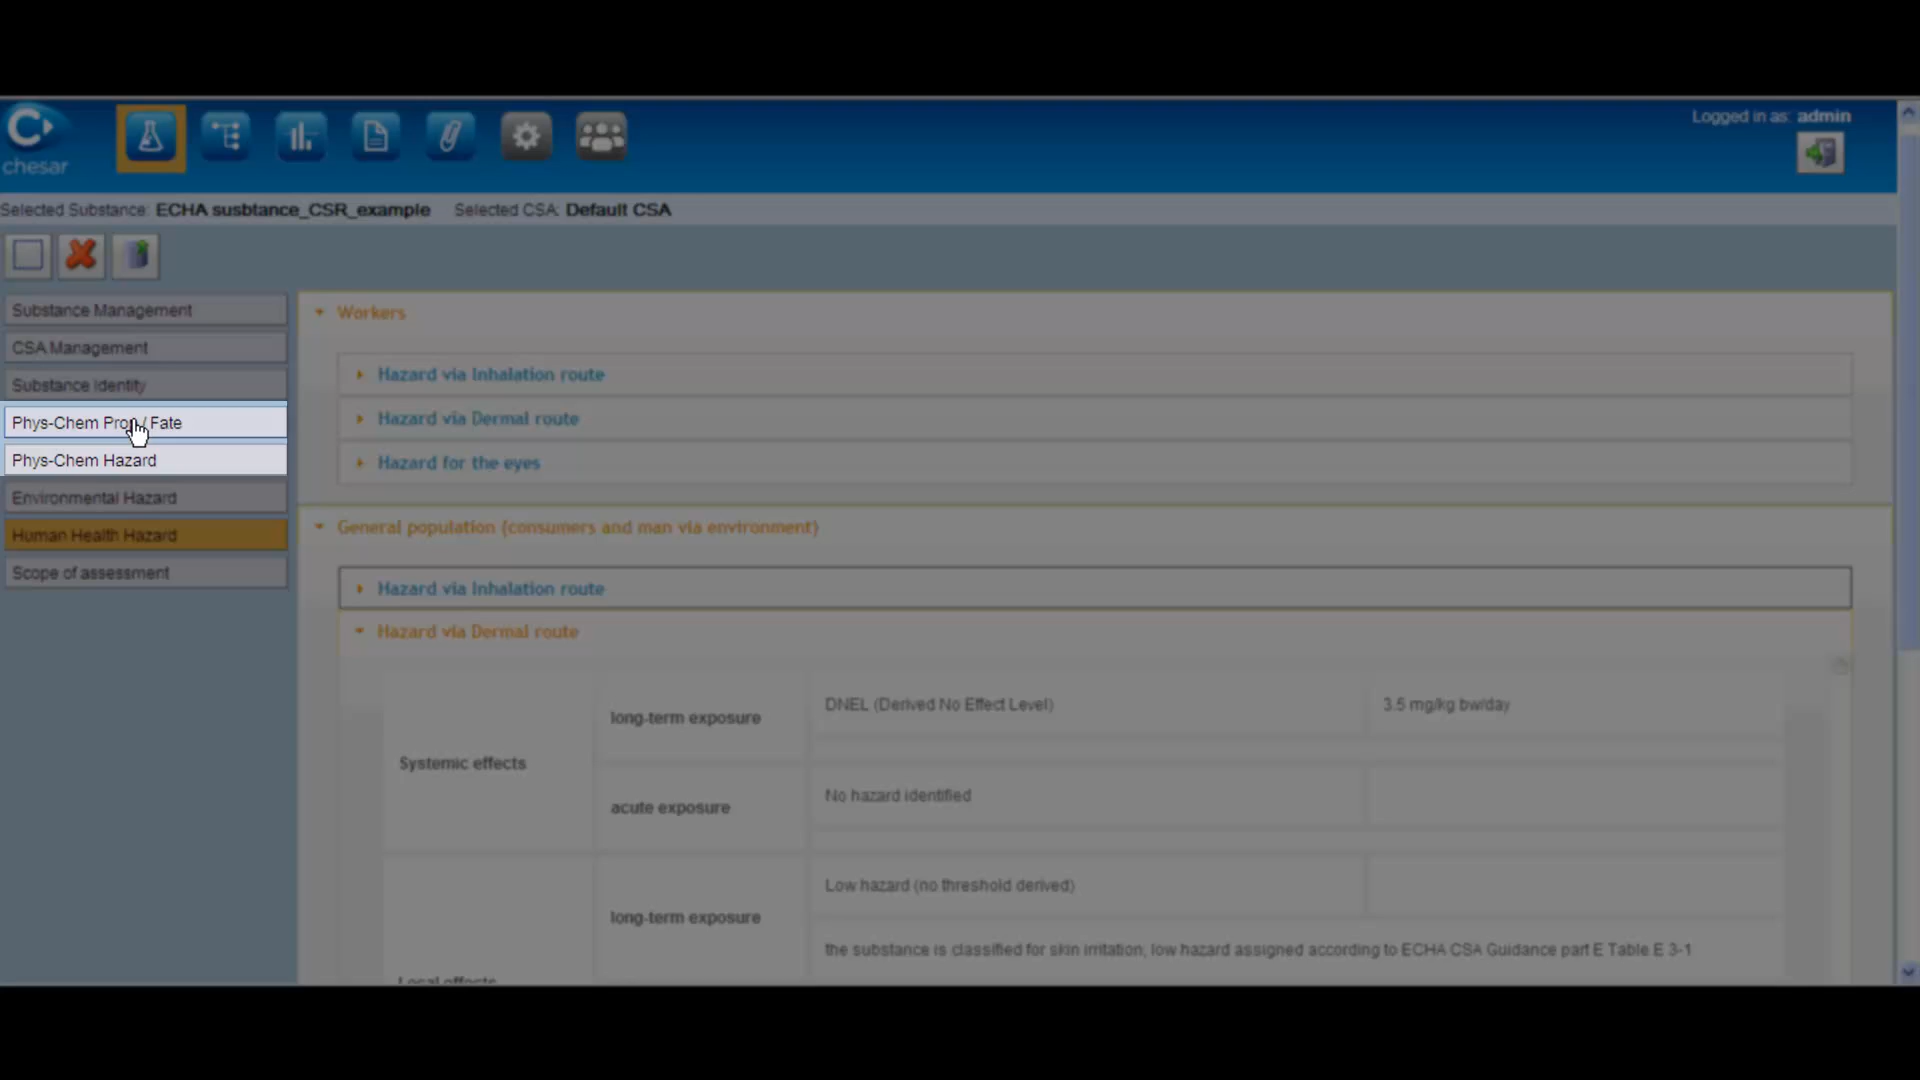 Logged in as: admin
chesar
Selected Substance: ECHA susbtance_CSR_example Selected CSA: Default CSA
Substance Management
CSA Management
Substance Identity
Phys-Chem Prop / Fate
Phys-Chem Hazard
Environmental Hazard
Human Health Hazard
Scope of assessment
Workers
Hazard via Inhalation route
Hazard via Dermal route
Hazard for the eyes
General population (consumers and man via environment)
Hazard via Inhalation route
Hazard via Dermal route
Systemic effects
long-term exposure
DNEL (Derived No Effect Level) 3.5 mg/kg bw/day
acute exposure
No hazard identified
Local effects
long-term exposure
Low hazard (no threshold derived)
the substance is classified for skin irritation, low hazard assigned according to ECHA CSA Guidance part E Table E 3-1